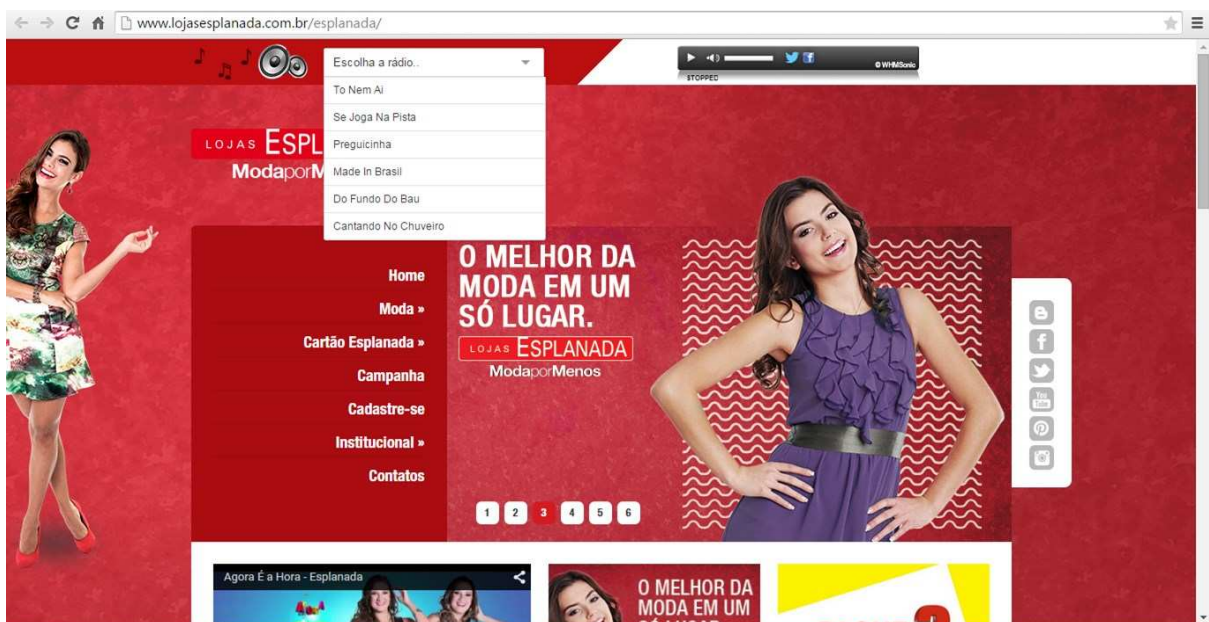 www.lojasesplanada.com.br/esplanada/
Escolha a rádio..
To Nem Ai
Se Joga Na Pista
Preguicinha
Made In Brasil
Do Fundo Do Bau
Cantando No Chuveiro
© WHMSonic
STOPPED
LOJAS ESPL
ModaporM
Home
Moda »
Cartão Esplanada »
Campanha
Cadastre-se
Institucional »
Contatos
O MELHOR DA
MODA EM UM
SÓ LUGAR.
LOJAS ESPLANADA
ModaporMenos
1 2 3 4 5 6
You
Tube
Agora É a Hora - Esplanada
O MELHOR DA
MODA EM UM